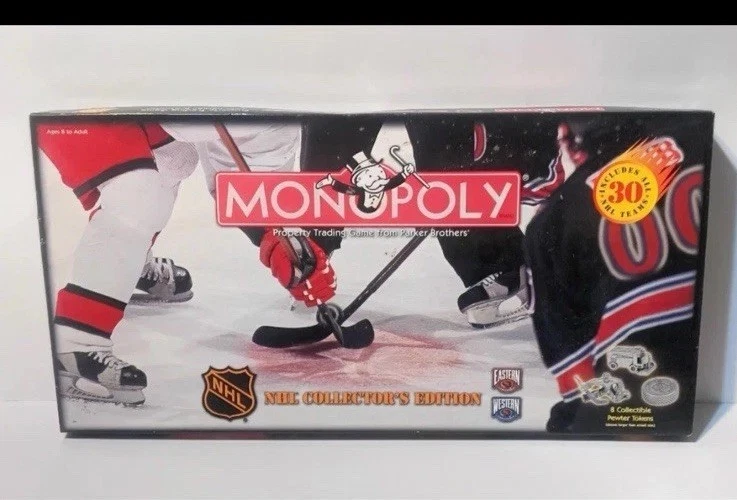 Ages 8 to Adult
MONOPOLY
Property Trading Game from Parker Brothers®
INCLUDES ALL
30
NHL TEAMS
00
NHL
NHL COLLECTOR'S EDITION
EASTERN
WESTERN
8 Collectible
Pewter Tokens